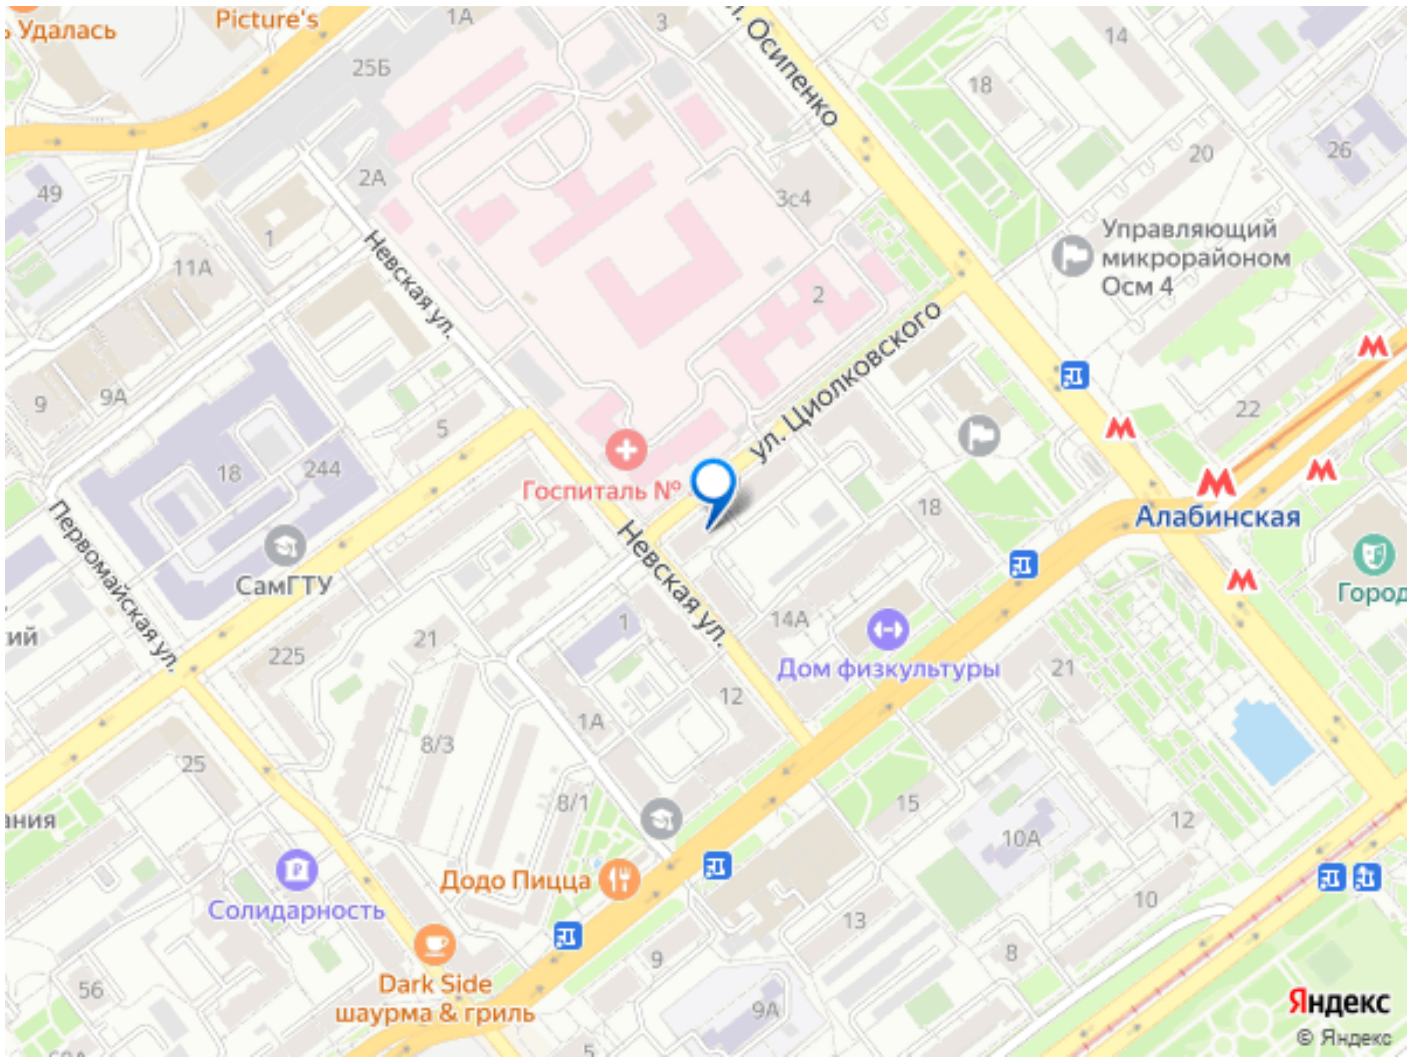 ь Удалась
Picture's
1А
3
л. Осипенко
14
25Б
18
20
26
2А
49
3с4
1
Невская ул.
11А
Управляющий
микрорайоном
Осм 4
2
ул. Циолковского
9
9А
5
22
18
244
Госпиталь №
18
Алабинская
Первомайская ул.
СамГТУ
Невская ул.
Город
кий
21
1
14А
225
Дом физкультуры
21
12
1А
8/3
25
8/1
15
12
ания
10А
Додо Пицца
Солидарность
10
13
8
9
Dark Side
шаурма & гриль
56
9А
Яндекс
© Яндекс
5